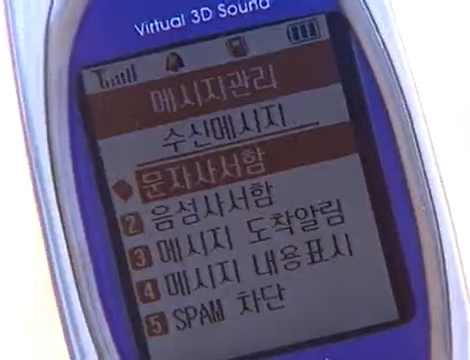 Virtual 3D Sound
메시지관리
수신메시지
문자사서함
2 음성사서함
3 메시지 도착알림
4 메시지 내용표시
5 SPAM 차단